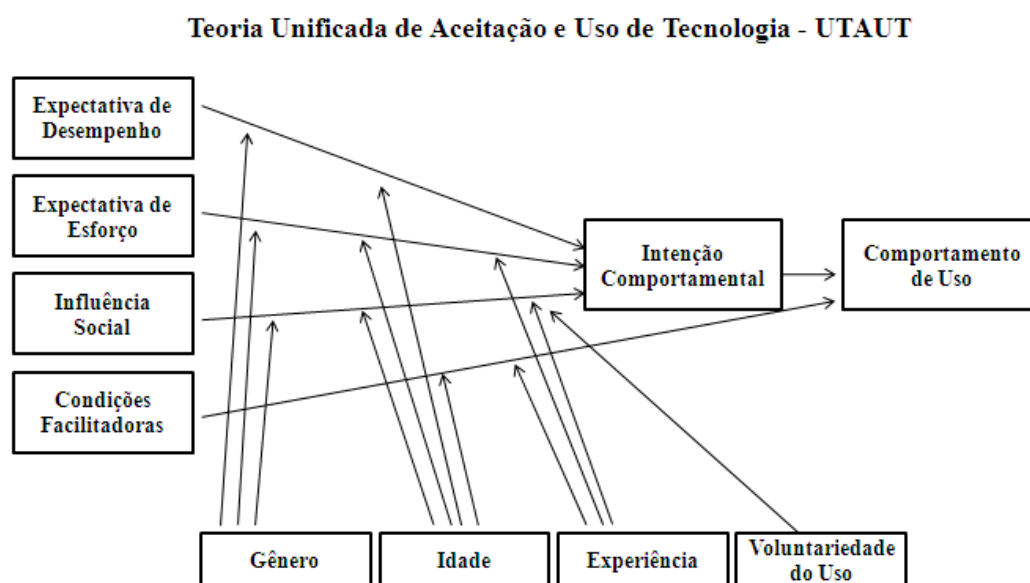 Teoria Unificada de Aceitação e Uso de Tecnologia - UTAUT
Expectativa de
Desempenho
Expectativa de
Esforço
Influência
Social
Condições
Facilitadoras
Intenção
Comportamental
Comportamento
de Uso
Gênero
Idade
Experiência
Voluntariedade
do Uso